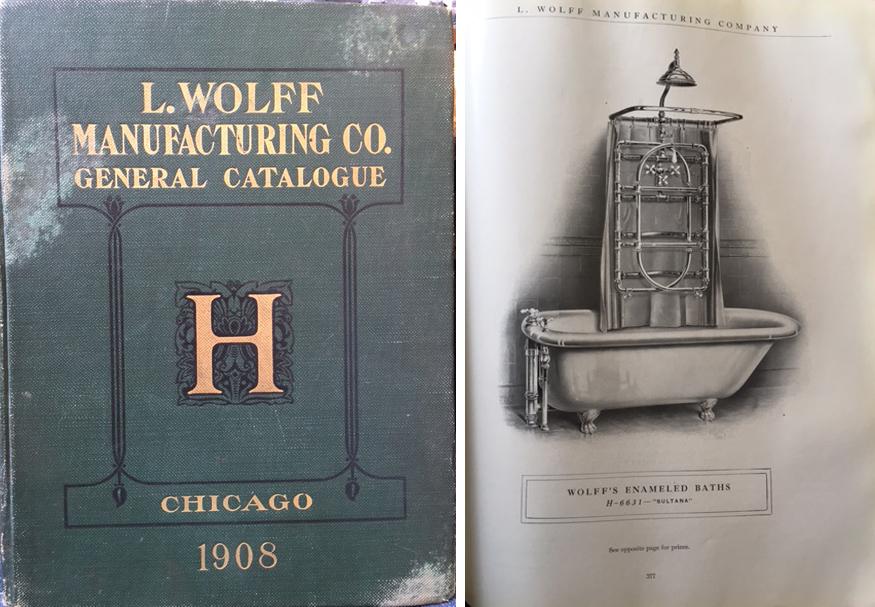 L. WOLFF
MANUFACTURING CO.
GENERAL CATALOGUE
H
CHICAGO
1908
L. WOLFF MANUFACTURING COMPANY
WOLFF'S ENAMELED BATHS
H-6631—"SULTANA"
See opposite page for prices.
377